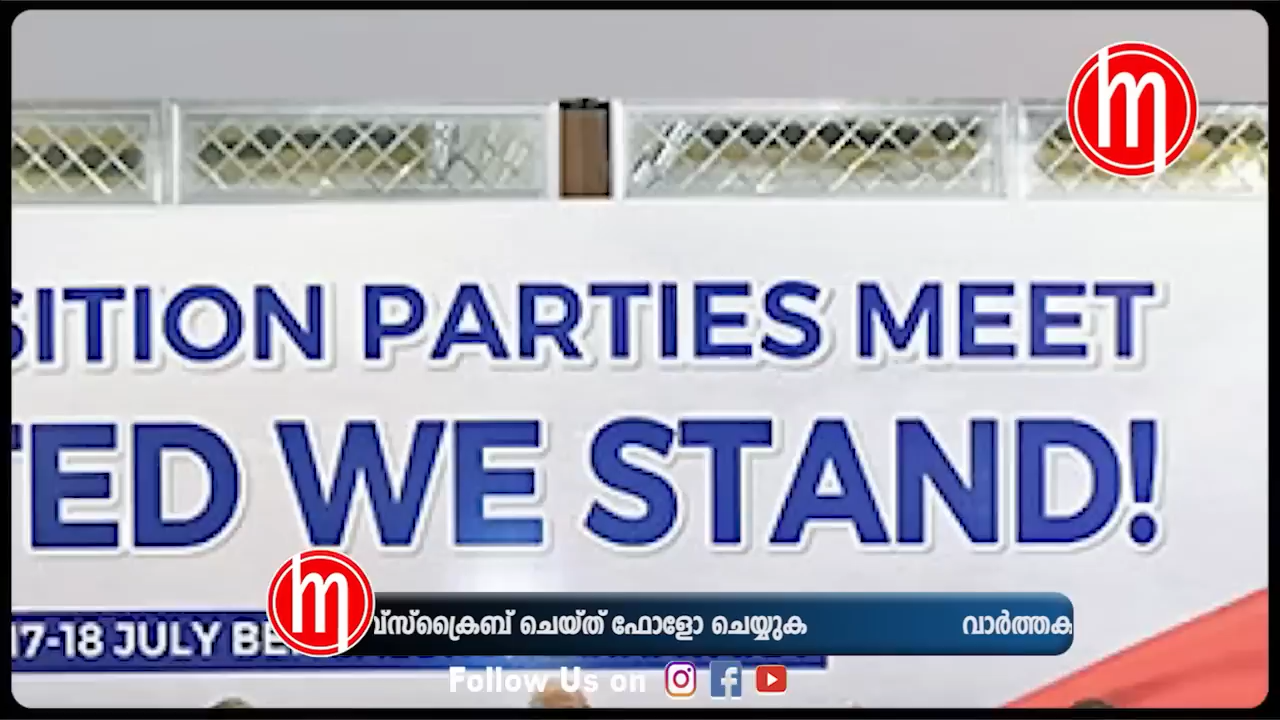 SITION PARTIES MEET
TED WE STAND!
17-18 JULY BE
ബ്സ്ക്രൈബ് ചെയ്ത് ഫോളോ ചെയ്യുക വാർത്തക
Follow Us on